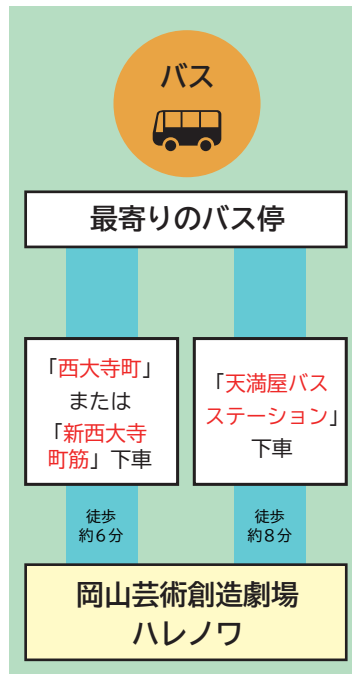 バス
最寄りのバス停
「西大寺町」
または
「新西大寺
町筋」下車
徒歩
約6分
「天満屋バス
ステーション」
下車
徒歩
約8分
岡山芸術創造劇場
ハレノワ